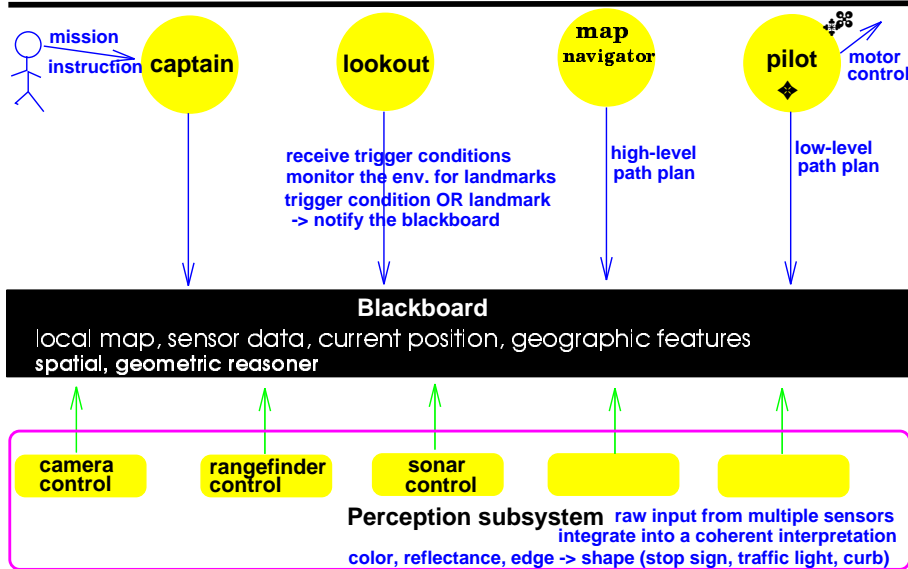 mission
instruction
captain
lookout
map
navigator
pilot
motor
control
receive trigger conditions
monitor the env. for landmarks
trigger condition OR landmark
-> notify the blackboard
high-level
path plan
low-level
path plan
Blackboard
local map, sensor data, current position, geographic features
spatial, geometric reasoner
camera
control
rangefinder
control
sonar
control
Perception subsystem raw input from multiple sensors
integrate into a coherent interpretation
color, reflectance, edge -> shape (stop sign, traffic light, curb)